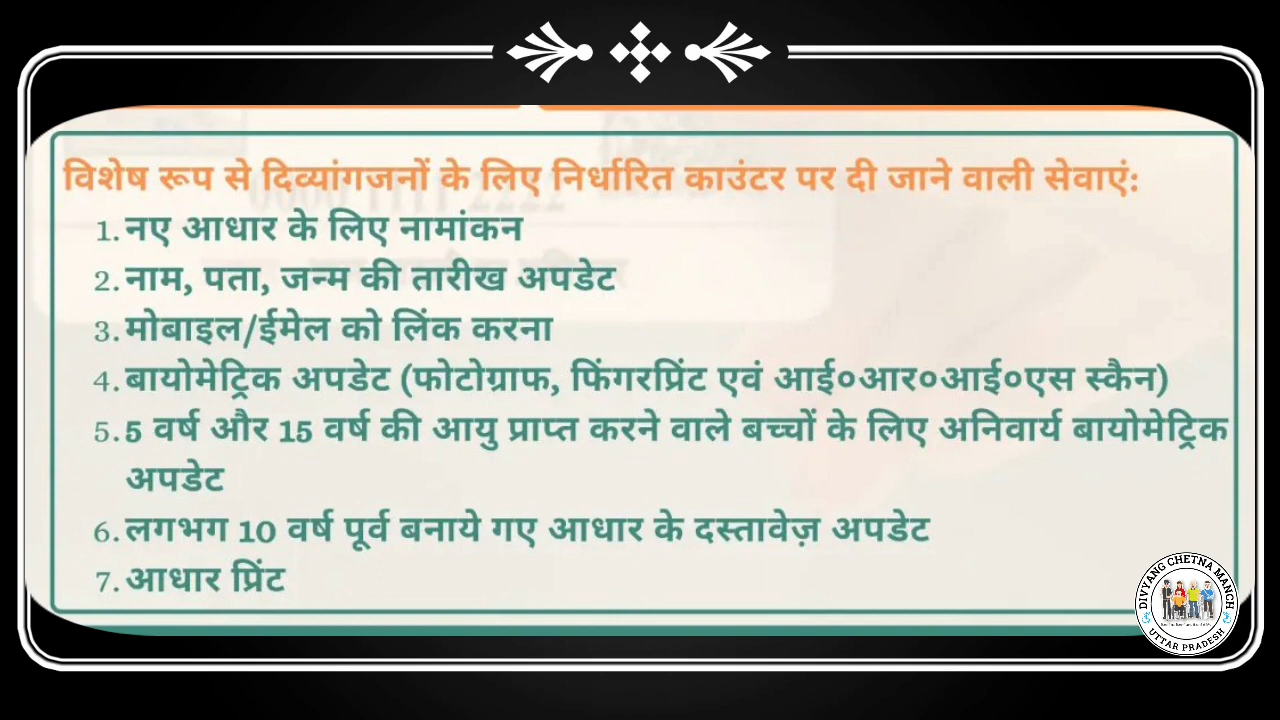 विशेष रूप से दिव्यांगजनों के लिए निर्धारित काउंटर पर दी जाने वाली सेवाएं:
1. नए आधार के लिए नामांकन
2. नाम, पता, जन्म की तारीख अपडेट
3. मोबाइल/ईमेल को लिंक करना
4. बायोमेट्रिक अपडेट (फोटोग्राफ, फिंगरप्रिंट एवं आई०आर०आई०एस स्कैन)
5. 5 वर्ष और 15 वर्ष की आयु प्राप्त करने वाले बच्चों के लिए अनिवार्य बायोमेट्रिक
अपडेट
6. लगभग 10 वर्ष पूर्व बनाये गए आधार के दस्तावेज़ अपडेट
7. आधार प्रिंट
DIVYANG CHETNA MANCH
UTTAR PRADESH